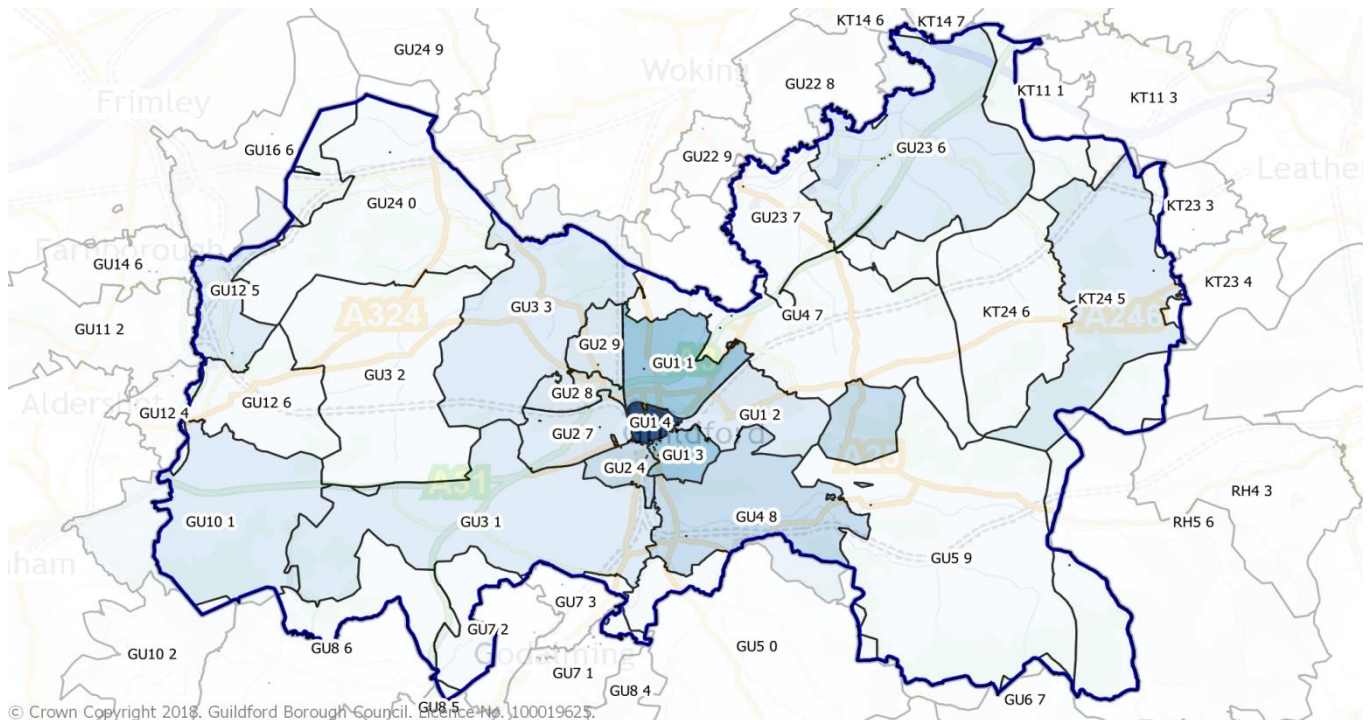 KT14 6
KT14 7
GU24 9
Woking
GU22 8
KT11 1
KT11 3
Frimley
GU16 6
GU23 6
GU22 9
Leather
GU24 0
GU23 7
KT23 3
Farnborough
GU14 6
GU12 5
KT23 4
GU3 3
GU4 7
KT24 5
A324
A246
GU11 2
GU2 9
KT24 6
GU1 1
A3
GU3 2
GU2 8
Aldershot
GU12 4
GU12 6
GU1 2
GU1 4
Guildford
GU2 7
GU1 3
A25
GU2 4
A31
RH4 3
GU10 1
GU3 1
GU4 8
RH5 6
GU5 9
nham
GU7 3
GU7 2
GU8 6
GU5 0
GU10 2
Godalming
GU7 1
GU8 4
GU6 7
GU8 5
© Crown Copyright 2018. Guildford Borough Council. Licence No. 100019625.